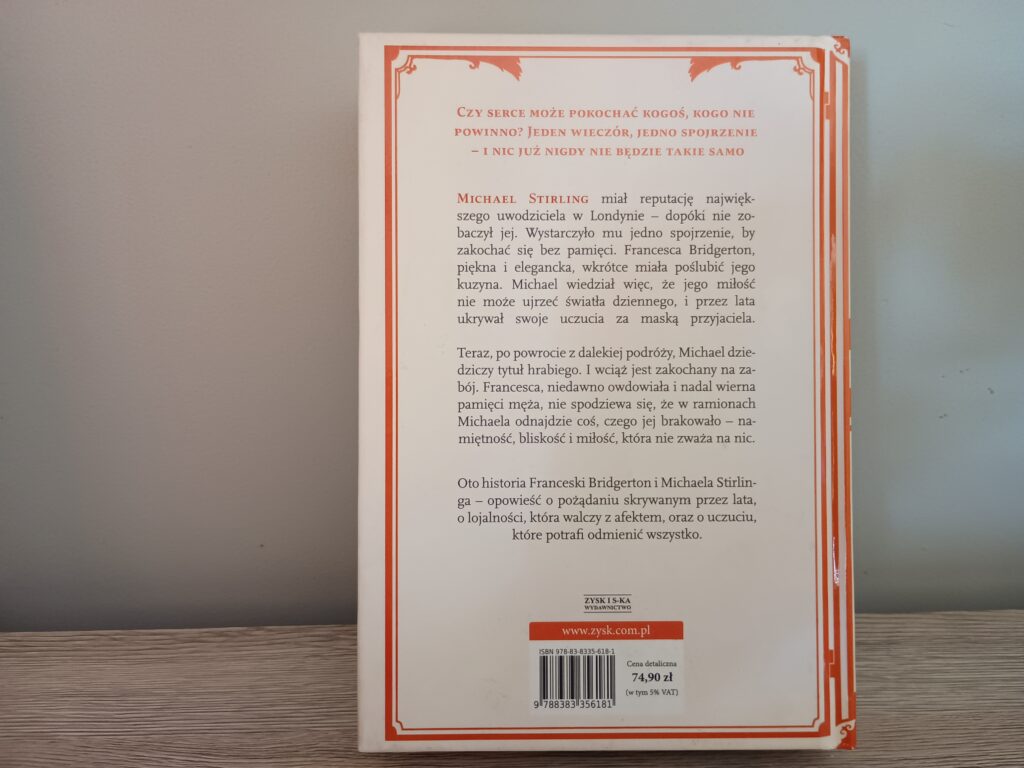 Czy serce może pokochać kogoś, kogo nie
powinno? Jeden wieczór, jedno spojrzenie
– i nic już nigdy nie będzie takie samo
Michael Stirling miał reputację najwięk-
szego uwodziciela w Londynie – dopóki nie zo-
baczył jej. Wystarczyło mu jedno spojrzenie, by
zakochać się bez pamięci. Francesca Bridgerton,
piękna i elegancka, wkrótce miała poślubić jego
kuzyna. Michael wiedział więc, że jego miłość
nie może ujrzeć światła dziennego, i przez lata
ukrywał swoje uczucia za maską przyjaciela.
Teraz, po powrocie z dalekiej podróży, Michael dzie-
dziczy tytuł hrabiego. I wciąż jest zakochany na za-
bój. Francesca, niedawno owdowiała i nadal wierna
pamięci męża, nie spodziewa się, że w ramionach
Michaela odnajdzie coś, czego jej brakowało – na-
miętność, bliskość i miłość, która nie zważa na nic.
Oto historia Franceski Bridgerton i Michaela Stirlin-
ga – opowieść o pożądaniu skrywanym przez lata,
o lojalności, która walczy z afektem, oraz o uczuciu,
które potrafi odmienić wszystko.
ZYSK I S-KA
WYDAWNICTWO
www.zysk.com.pl
ISBN 978-83-8335-618-1
9 788383 356181
Cena detaliczna
74,90 zł
(w tym 5% VAT)